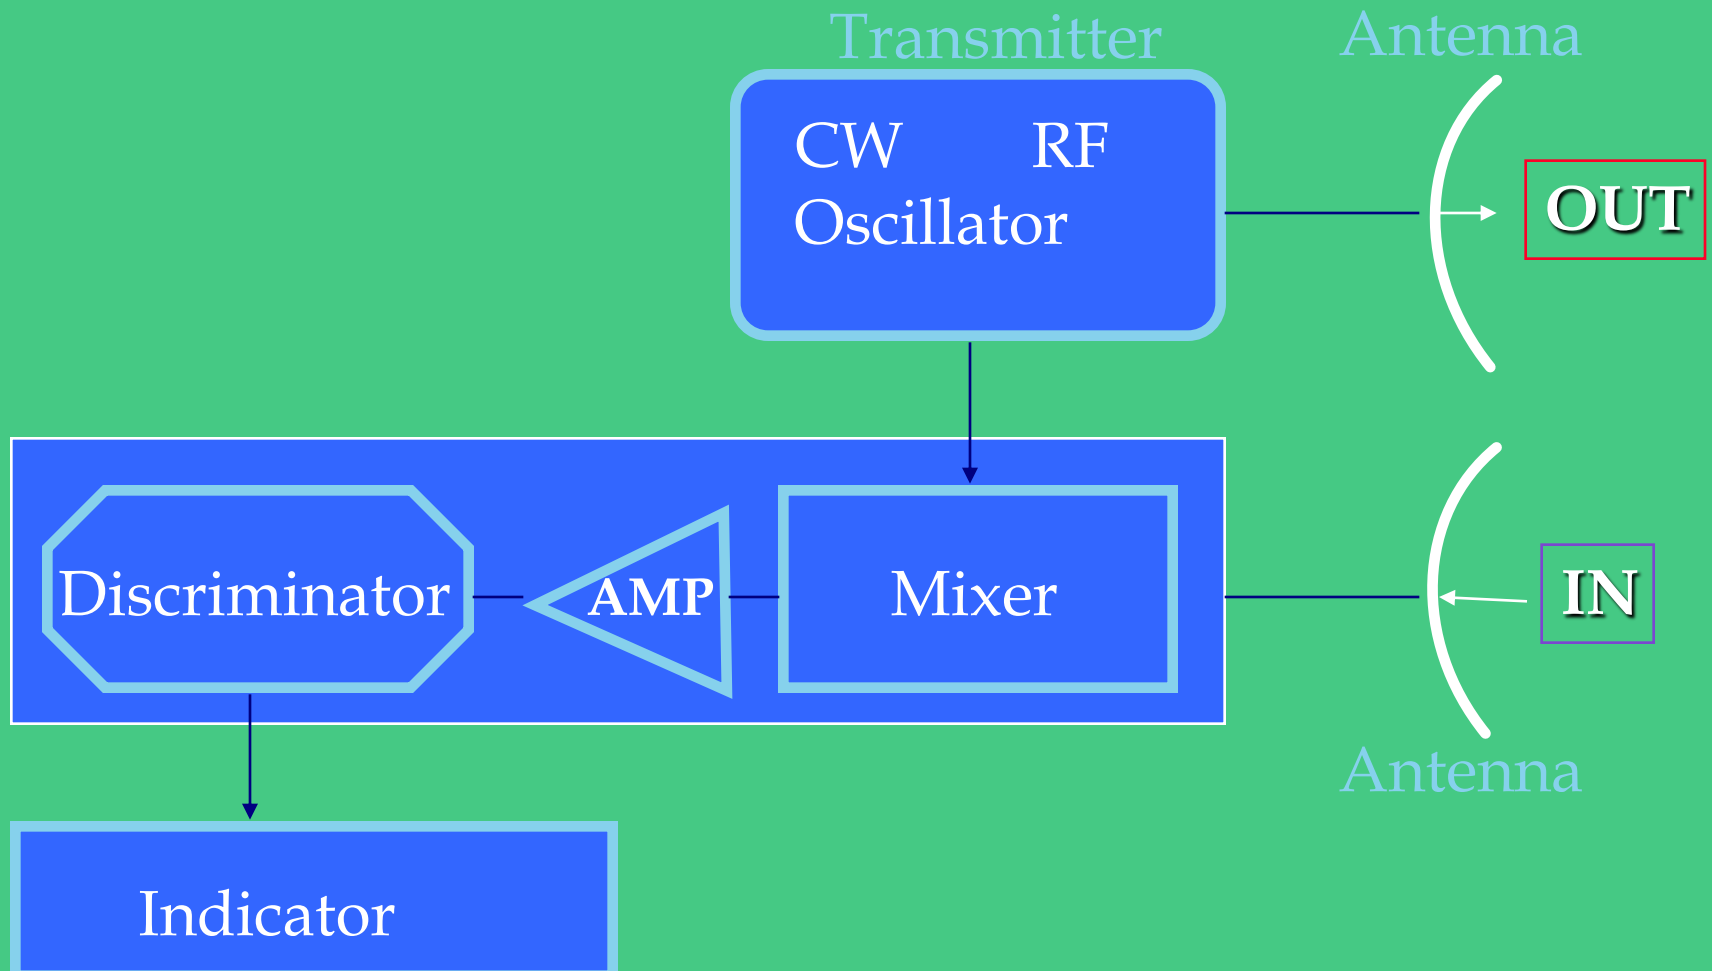 Transmitter
Antenna
CW RF
Oscillator
OUT
Discriminator
AMP
Mixer
IN
Antenna
Indicator